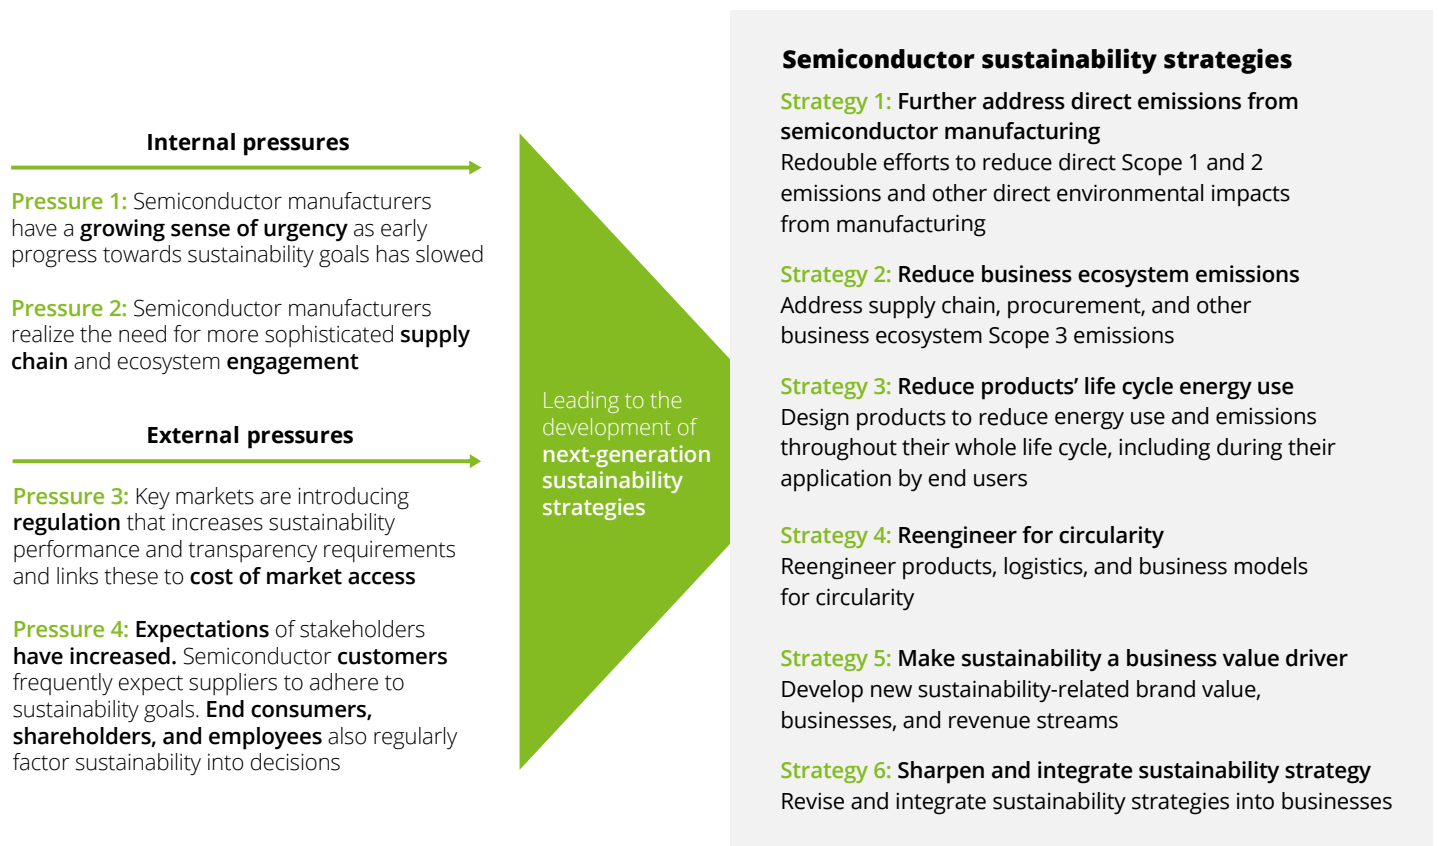 Internal pressures
Pressure 1: Semiconductor manufacturers
have a growing sense of urgency as early
progress towards sustainability goals has slowed
Pressure 2: Semiconductor manufacturers
realize the need for more sophisticated supply
chain and ecosystem engagement
External pressures
Pressure 3: Key markets are introducing
regulation that increases sustainability
performance and transparency requirements
and links these to cost of market access
Pressure 4: Expectations of stakeholders
have increased. Semiconductor customers
frequently expect suppliers to adhere to
sustainability goals. End consumers,
shareholders, and employees also regularly
factor sustainability into decisions
Leading to the
development of
next-generation
sustainability
strategies
Semiconductor sustainability strategies
Strategy 1: Further address direct emissions from
semiconductor manufacturing
Redouble efforts to reduce direct Scope 1 and 2
emissions and other direct environmental impacts
from manufacturing
Strategy 2: Reduce business ecosystem emissions
Address supply chain, procurement, and other
business ecosystem Scope 3 emissions
Strategy 3: Reduce products’ life cycle energy use
Design products to reduce energy use and emissions
throughout their whole life cycle, including during their
application by end users
Strategy 4: Reengineer for circularity
Reengineer products, logistics, and business models
for circularity
Strategy 5: Make sustainability a business value driver
Develop new sustainability-related brand value,
businesses, and revenue streams
Strategy 6: Sharpen and integrate sustainability strategy
Revise and integrate sustainability strategies into businesses